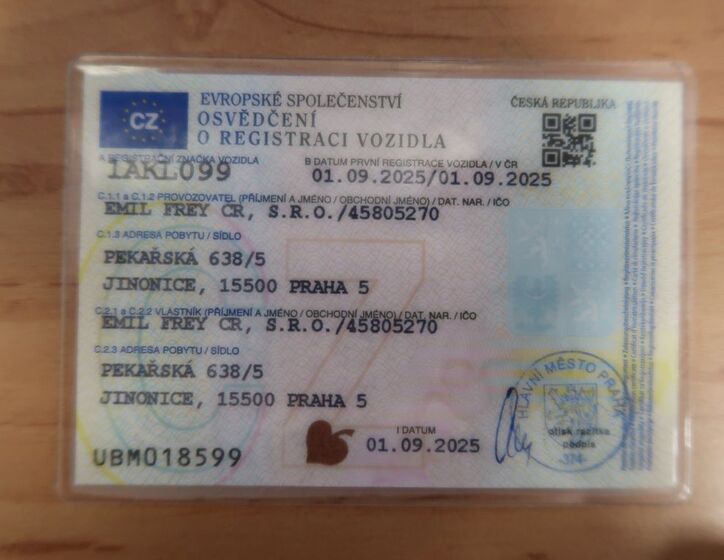 CZ
EVROPSKÉ SPOLEČENSTVÍ
OSVĚDČENÍ
O REGISTRACI VOZIDLA
ČESKÁ REPUBLIKA
A REGISTRAČNÍ ZNAČKA VOZIDLA
1AKL099
B DATUM PRVNÍ REGISTRACE VOZIDLA / V ČR
01.09.2025/01.09.2025
C.1.1 a C.1.2 PROVOZOVATEL (PŘÍJMENÍ A JMÉNO / OBCHODNÍ JMÉNO) / DAT. NAR. / IČO
EMIL FREY CR, S.R.O./45805270
C.1.3 ADRESA POBYTU / SÍDLO
PEKAŘSKÁ 638/5
JINONICE, 15500 PRAHA 5
C.2.1 a C.2.2 VLASTNÍK (PŘÍJMENÍ A JMÉNO / OBCHODNÍ JMÉNO) / DAT. NAR. / IČO
EMIL FREY CR, S.R.O./45805270
C.2.3 ADRESA POBYTU / SÍDLO
PEKAŘSKÁ 638/5
JINONICE, 15500 PRAHA 5
I DATUM
01.09.2025
UBM018599
HLAVNÍ MĚSTO PRAHA
otisk razítka
podpis
-374-